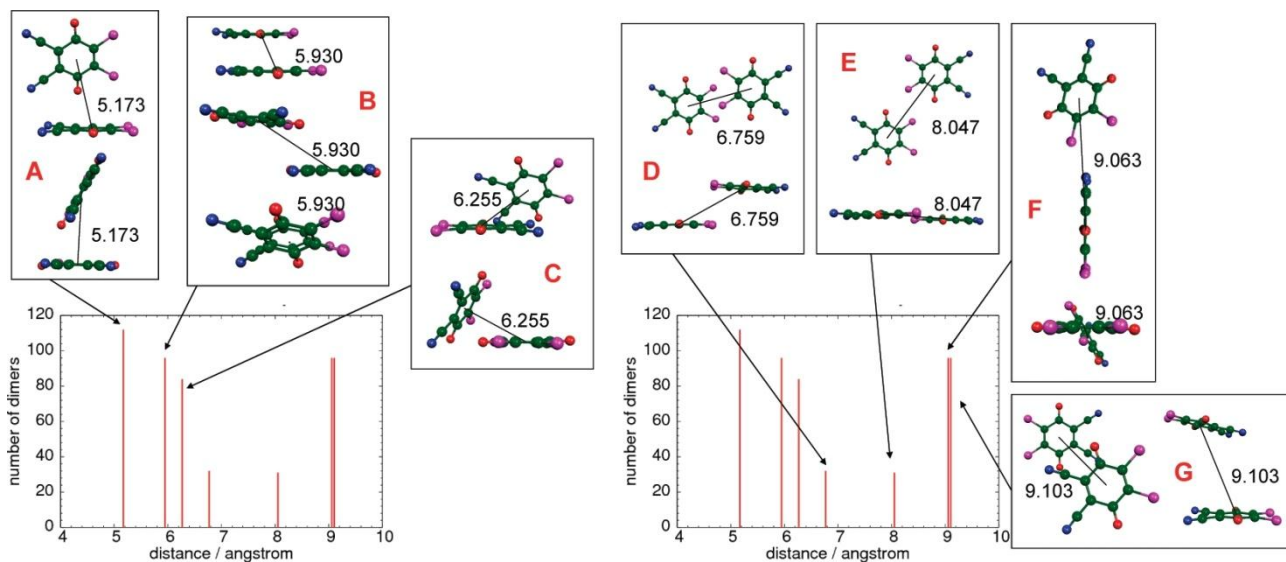 5.173
A
5.173
5.930
B
5.930
5.930
6.255
C
6.255
120
100
80
60
40
20
0
number of dimers
4 5 6 7 8 9 10
distance / angstrom
6.759
D
6.759
E
8.047
8.047
9.063
F
9.063
9.103
G
9.103
120
100
80
60
40
20
0
number of dimers
4 5 6 7 8 9 10
distance / angstrom